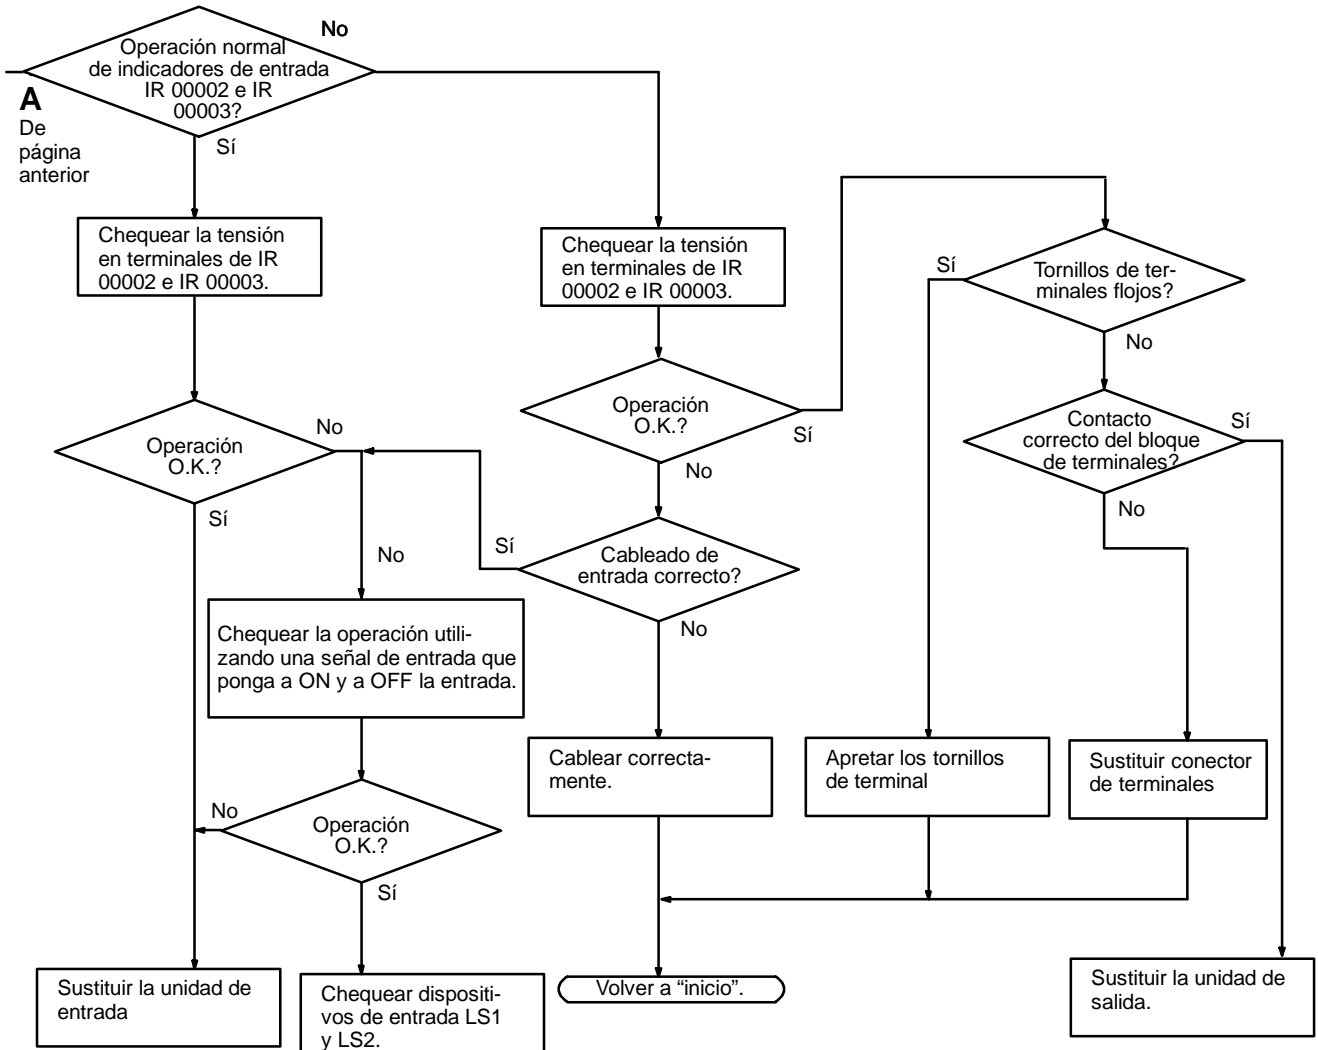 Operación normal
de indicadores de entrada
IR 00002 e IR
00003?
No
A
De
página
anterior
Sí
Chequear la tensión
en terminales de IR
00002 e IR 00003.
Chequear la tensión
en terminales de IR
00002 e IR 00003.
Sí
Tornillos de ter-
minales flojos?
No
Operación
O.K.?
Sí
No
Contacto
correcto del bloque
de terminales?
Sí
No
Operación
O.K.?
No
Sí
No
Sí
Cableado de
entrada correcto?
No
Chequear la operación utili-
zando una señal de entrada que
ponga a ON y a OFF la entrada.
Cablear correcta-
mente.
Apretar los tornillos
de terminal
Sustituir conector
de terminales
No
Operación
O.K.?
Sí
Sustituir la unidad de
entrada
Chequear dispositi-
vos de entrada LS1
y LS2.
Volver a “inicio”.
Sustituir la unidad de
salida.